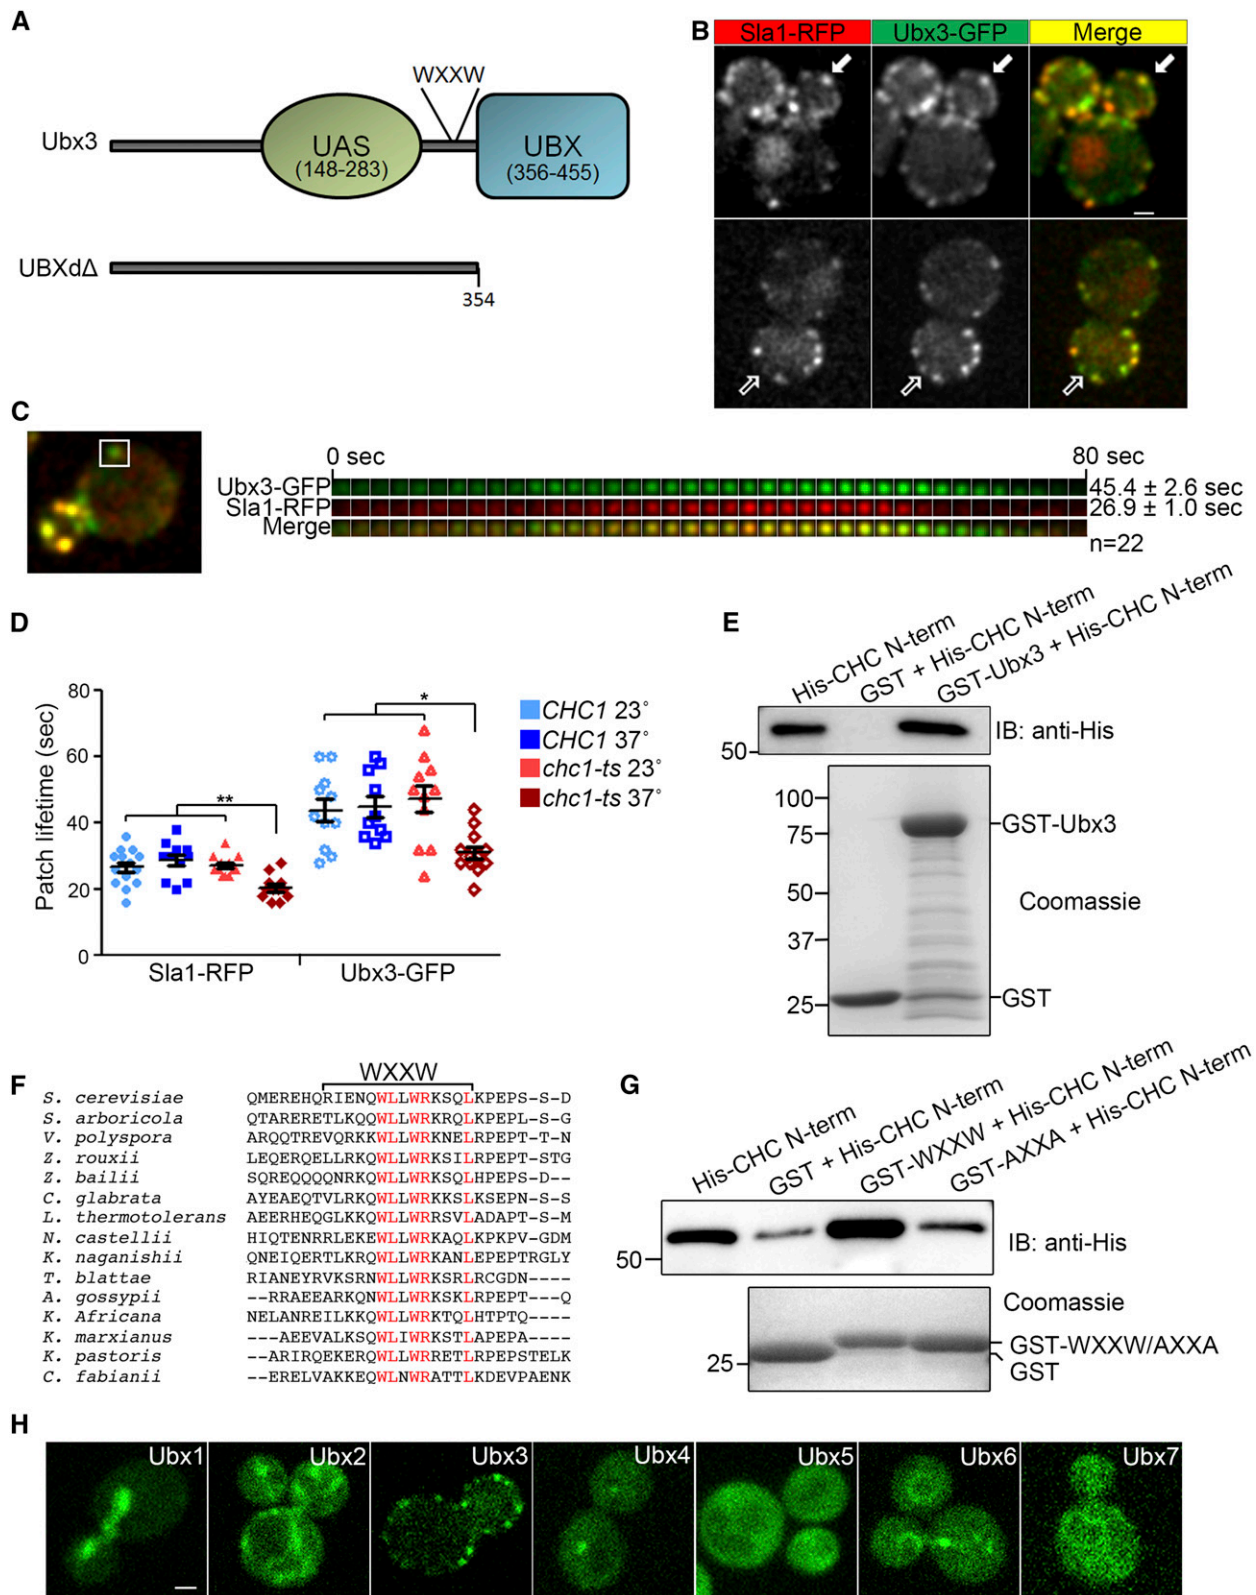 A
WXXW
Ubx3
UAS
(148-283)
UBX
(356-455)
UBXdΔ
354
B
Sla1-RFP
Ubx3-GFP
Merge
C
0 sec
80 sec
Ubx3-GFP
45.4 ± 2.6 sec
Sla1-RFP
26.9 ± 1.0 sec
Merge
n=22
D
Patch lifetime (sec)
80
60
40
20
0
**
*
Sla1-RFP
Ubx3-GFP
CHC1 23°
CHC1 37°
chc1-ts 23°
chc1-ts 37°
E
His-CHC N-term
GST + His-CHC N-term
GST-Ubx3 + His-CHC N-term
50
IB: anti-His
100
75
50
37
25
GST-Ubx3
Coomassie
GST
F
WXXW
S. cerevisiae QMEREHQRIENQWLLWRKSQLKPEPS-S-D
S. arboricola QTARERETLKQQWLLWRKRQLKPEPL-S-G
V. polyspora ARQQTREVQRKKWLLWRKNELRPEPT-T-N
Z. rouxii LEQERQELLRKQWLLWRKSILRPEPT-STG
Z. bailii SQREQQQQNRKQWLLWRKSKLHPEPS-D--
C. glabrata AYEAEQTVLRKQWLLWRKKSLKSEPN-S-S
L. thermotolerans AEERHEQGLKKQWLLWRRSVLADAPT-S-M
N. castellii HIQTENRRLEKEWLLWRKAQLKPKPV-GDM
K. naganishii QNEIQERTLKRQWLLWRKANLEPEPTRGLY
T. blattae RIANEYRVKSRNWLLWRKSRLRCGDN----
A. gossypii --RRAEEARKQNWLLWRKSKLRPEPT---Q
K. Africana NELANREILKKQWLLWRKTQLHTPTQ----
K. marxianus ---AEEVALKSQWLIWRKSTLAPEPA----
K. pastoris --ARIRQEKERQWLLWRRETLRPEPSTELK
C. fabianii --ERELVAKKEQWLNWRATTLKDEVPAENK
G
His-CHC N-term
GST + His-CHC N-term
GST-WXXW + His-CHC N-term
GST-AXXA + His-CHC N-term
50
IB: anti-His
Coomassie
25
GST-WXXW/AXXA
GST
H
Ubx1
Ubx2
Ubx3
Ubx4
Ubx5
Ubx6
Ubx7